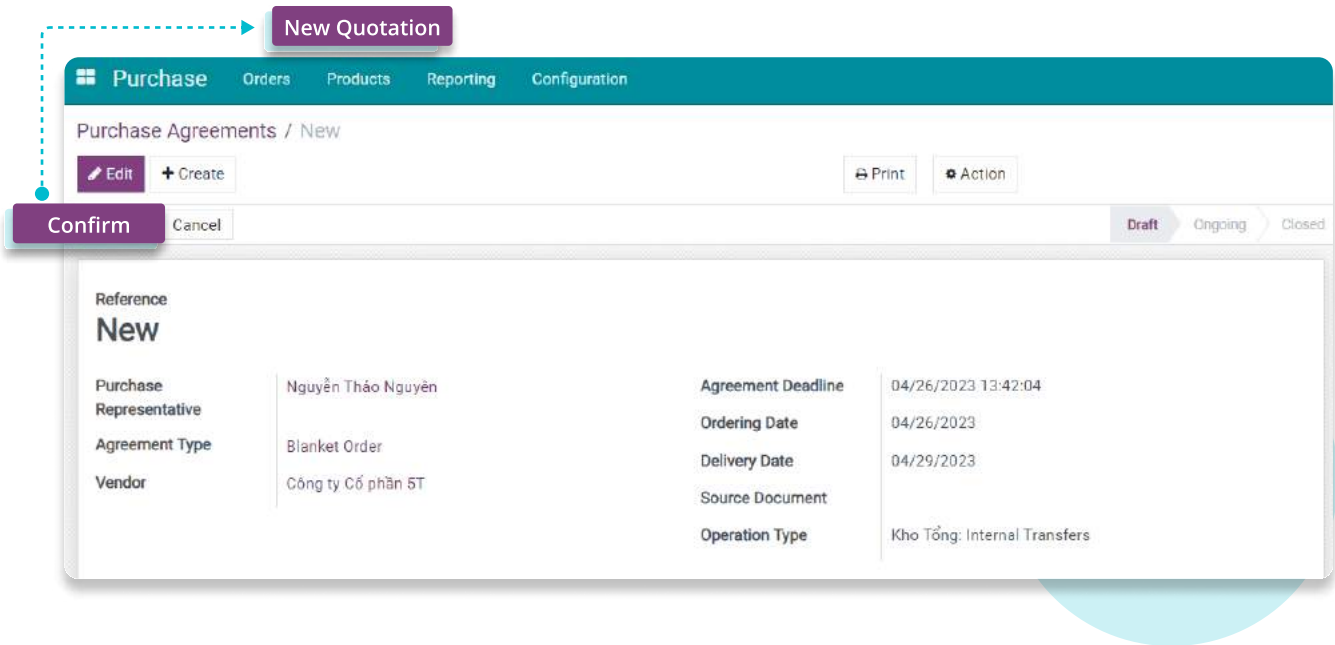 New Quotation
Purchase Orders Products Reporting Configuration
Purchase Agreements / New
Edit + Create Print Action
Confirm Cancel Draft Ongoing Closed
Reference
New
Purchase Representative Nguyễn Thảo Nguyên
Agreement Type Blanket Order
Vendor Công ty Cổ phần 5T
Agreement Deadline 04/26/2023 13:42:04
Ordering Date 04/26/2023
Delivery Date 04/29/2023
Source Document
Operation Type Kho Tổng: Internal Transfers